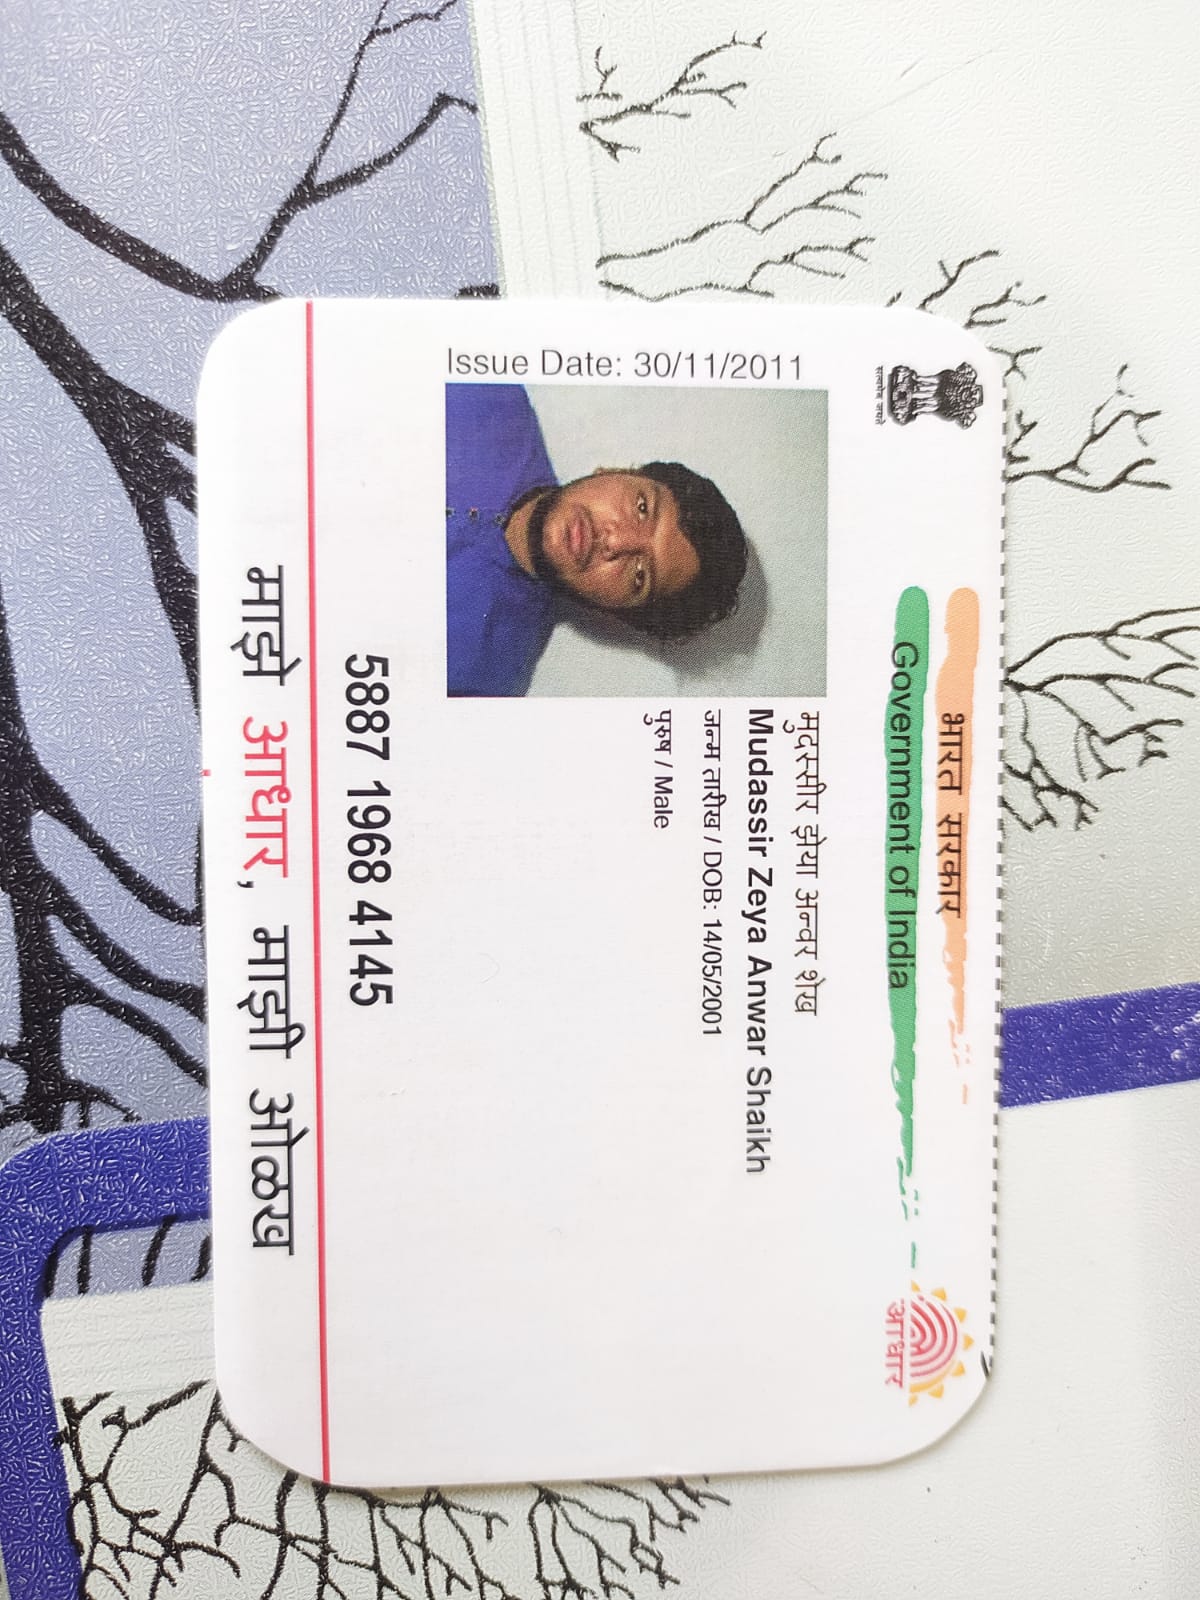 भारत सरकार
Government of India
सत्यमेव जयते
आधार
Issue Date: 30/11/2011
मुदस्सीर झेया अन्वर शेख
Mudassir Zeya Anwar Shaikh
जन्म तारीख / DOB: 14/05/2001
पुरुष / Male
5887 1968 4145
माझे आधार, माझी ओळख